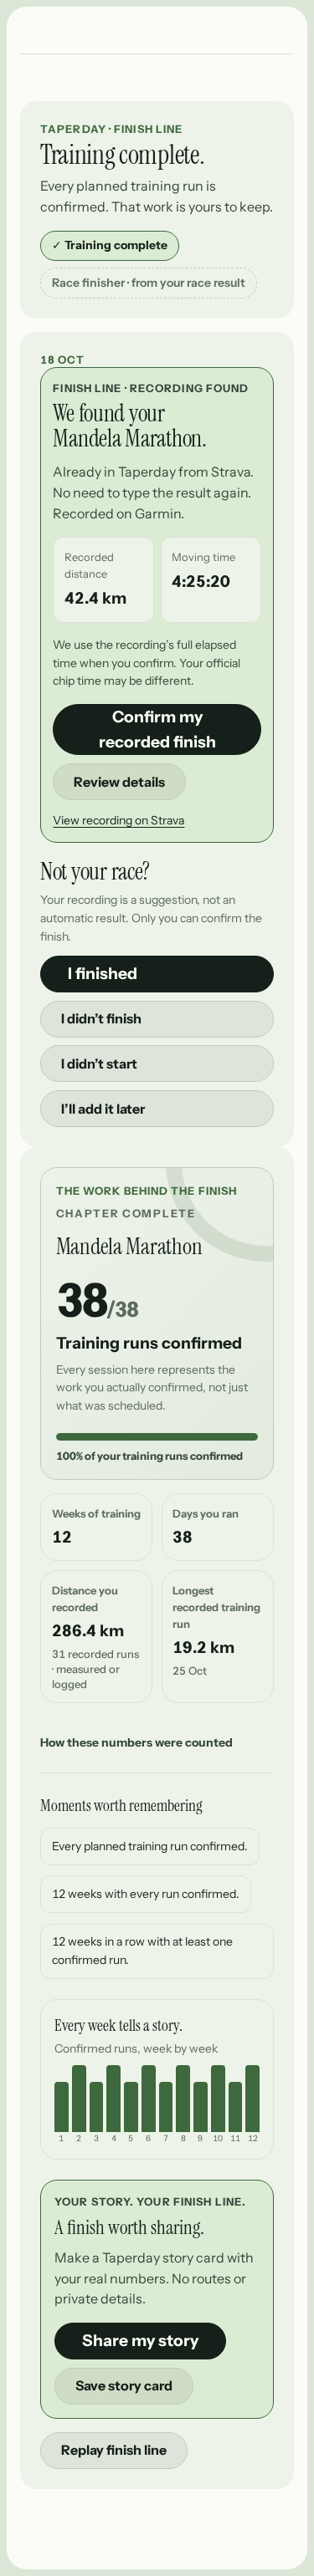 TAPERDAY · FINISH LINE
Training complete.
Every planned training run is
confirmed. That work is yours to keep.
✓ Training complete
Race finisher · from your race result
18 OCT
FINISH LINE · RECORDING FOUND
We found your
Mandela Marathon.
Already in Taperday from Strava.
No need to type the result again.
Recorded on Garmin.
Recorded
distance
42.4 km
Moving time
4:25:20
We use the recording’s full elapsed
time when you confirm. Your official
chip time may be different.
Confirm my
recorded finish
Review details
View recording on Strava
Not your race?
Your recording is a suggestion, not an
automatic result. Only you can confirm the
finish.
I finished
I didn’t finish
I didn’t start
I’ll add it later
THE WORK BEHIND THE FINISH
CHAPTER COMPLETE
Mandela Marathon
38/38
Training runs confirmed
Every session here represents the
work you actually confirmed, not just
what was scheduled.
100% of your training runs confirmed
Weeks of training
12
Days you ran
38
Distance you
recorded
286.4 km
31 recorded runs
· measured or
logged
Longest
recorded training
run
19.2 km
25 Oct
How these numbers were counted
Moments worth remembering
Every planned training run confirmed.
12 weeks with every run confirmed.
12 weeks in a row with at least one
confirmed run.
Every week tells a story.
Confirmed runs, week by week
1 2 3 4 5 6 7 8 9 10 11 12
YOUR STORY. YOUR FINISH LINE.
A finish worth sharing.
Make a Taperday story card with
your real numbers. No routes or
private details.
Share my story
Save story card
Replay finish line